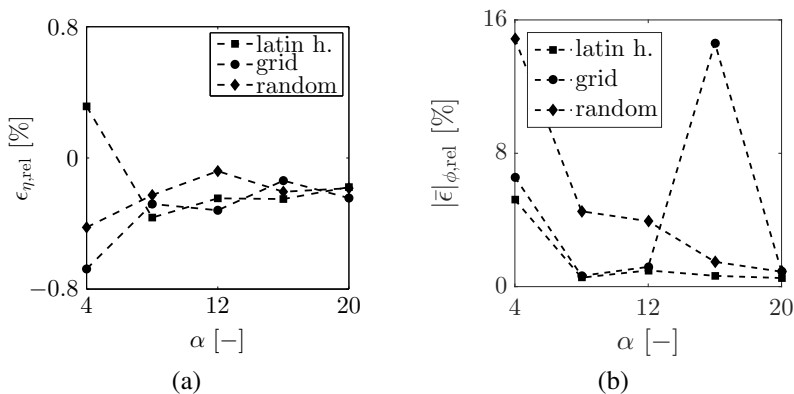 0.8
latin h.
grid
random
ϵ_{η,rel} [%]
0
−0.8
4
12
20
α [−]
(a)
16
latin h.
grid
random
|ϵ̄|_{ϕ,rel} [%]
8
0
4
12
20
α [−]
(b)